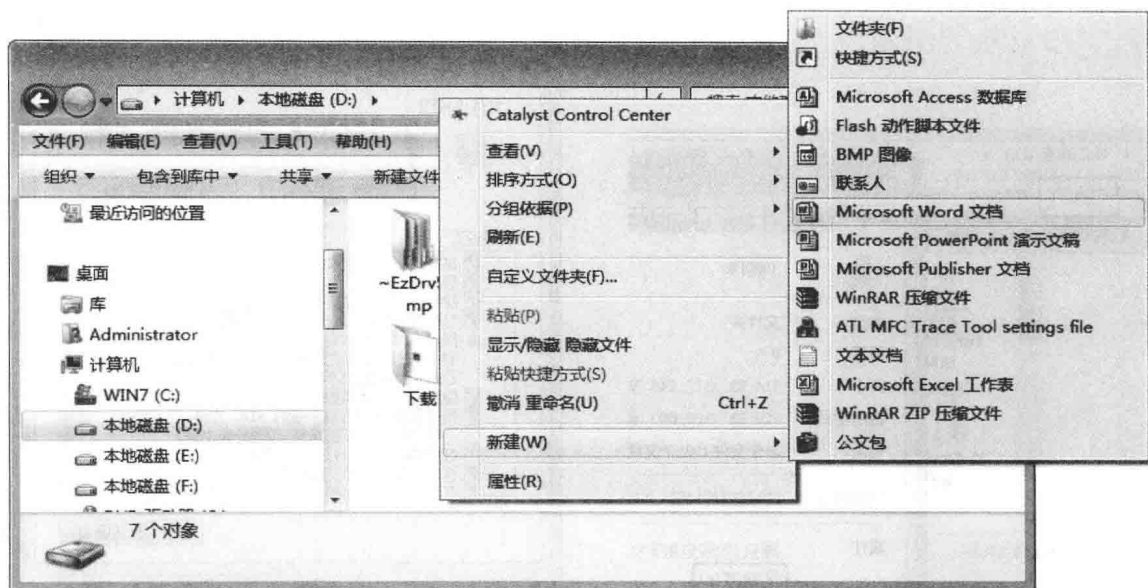 计算机 ▸ 本地磁盘 (D:) ▸
文件(F) 编辑(E) 查看(V) 工具(T) 帮助(H)
组织 包含到库中 共享 新建文件
最近访问的位置
桌面
库
Administrator
计算机
WIN7 (C:)
本地磁盘 (D:)
本地磁盘 (E:)
本地磁盘 (F:)
~EzDrv
mp
下载
7 个对象
Catalyst Control Center
查看(V)
排序方式(O)
分组依据(P)
刷新(E)
自定义文件夹(F)...
粘贴(P)
显示/隐藏 隐藏文件
粘贴快捷方式(S)
撤消 重命名(U) Ctrl+Z
新建(W)
属性(R)
文件夹(F)
快捷方式(S)
Microsoft Access 数据库
Flash 动作脚本文件
BMP 图像
联系人
Microsoft Word 文档
Microsoft PowerPoint 演示文稿
Microsoft Publisher 文档
WinRAR 压缩文件
ATL MFC Trace Tool settings file
文本文档
Microsoft Excel 工作表
WinRAR ZIP 压缩文件
公文包